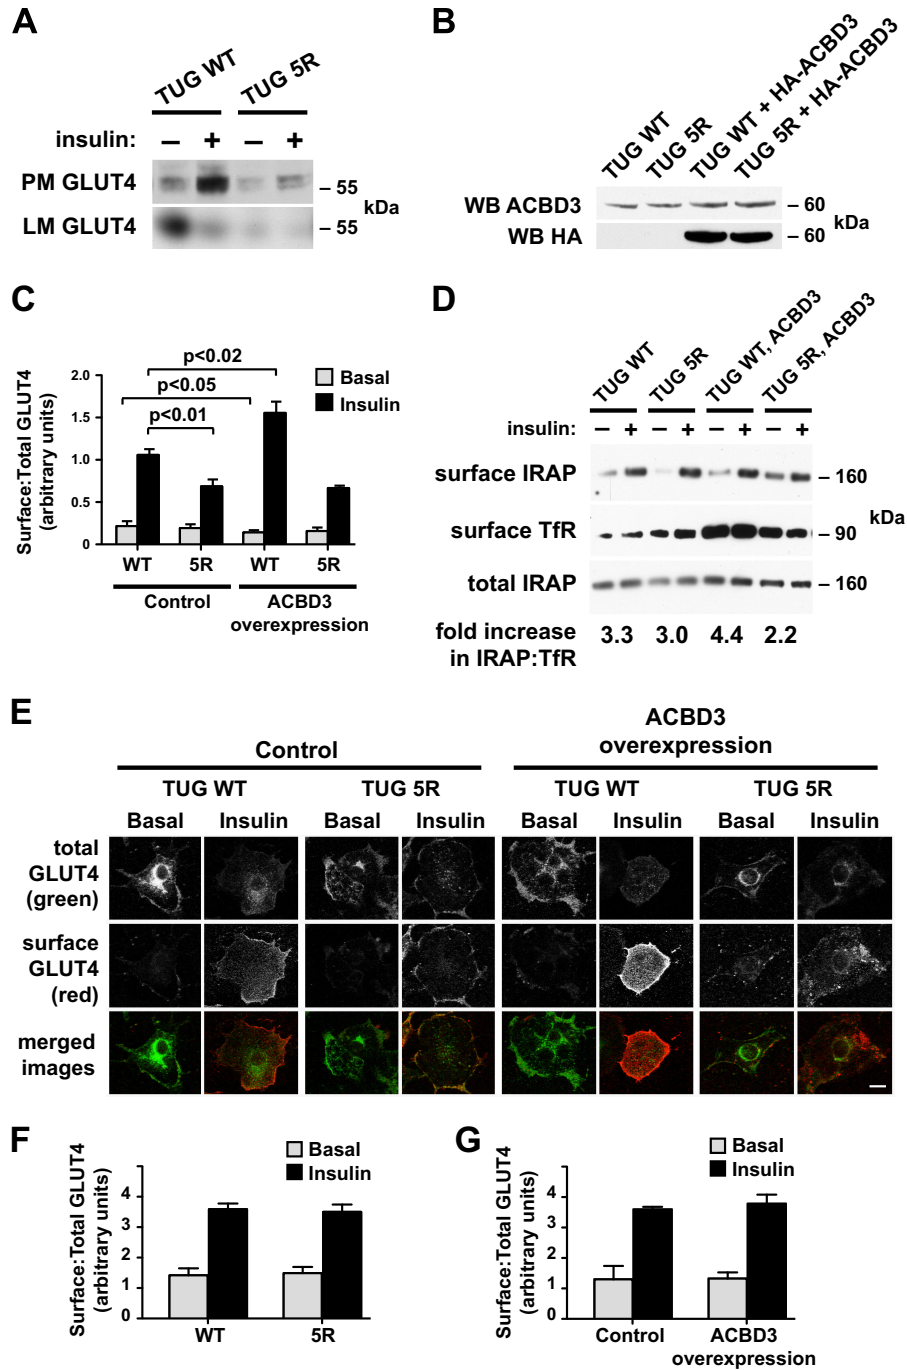 A
TUG WT
TUG 5R
insulin: – + – +
PM GLUT4
– 55
kDa
LM GLUT4
– 55
B
TUG WT
TUG 5R
TUG WT + HA-ACBD3
TUG 5R + HA-ACBD3
WB ACBD3
– 60
kDa
WB HA
– 60
C
Surface:Total GLUT4
(arbitrary units)
2.0
1.5
1.0
0.5
0
p<0.02
p<0.05
p<0.01
Basal
Insulin
WT 5R WT 5R
Control
ACBD3
overexpression
D
TUG WT
TUG 5R
TUG WT, ACBD3
TUG 5R, ACBD3
insulin: – + – + – + – +
surface IRAP
– 160
surface TfR
– 90
kDa
total IRAP
– 160
fold increase
in IRAP:TfR
3.3 3.0 4.4 2.2
E
Control
ACBD3
overexpression
TUG WT TUG 5R TUG WT TUG 5R
Basal Insulin Basal Insulin Basal Insulin Basal Insulin
total
GLUT4
(green)
surface
GLUT4
(red)
merged
images
F
Surface:Total GLUT4
(arbitrary units)
4
3
2
1
0
Basal
Insulin
WT 5R
G
Surface:Total GLUT4
(arbitrary units)
4
3
2
1
0
Basal
Insulin
Control
ACBD3
overexpression